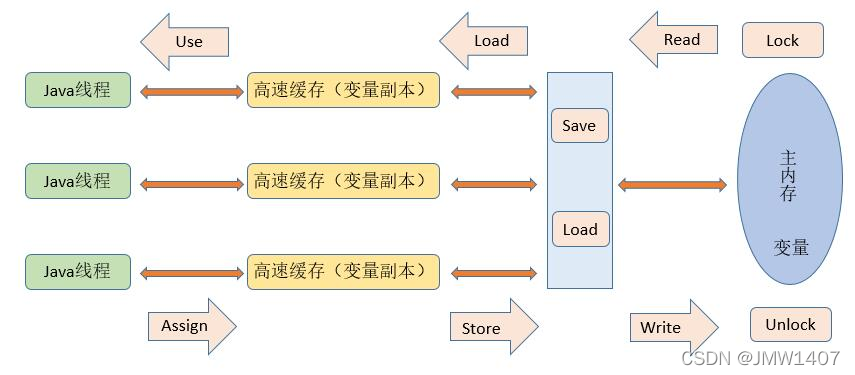 Use
Load
Read
Lock
Java线程
高速缓存（变量副本）
Save
主内存
变量
Java线程
高速缓存（变量副本）
Load
Java线程
高速缓存（变量副本）
Assign
Store
Write
Unlock
CSDN @JMW1407